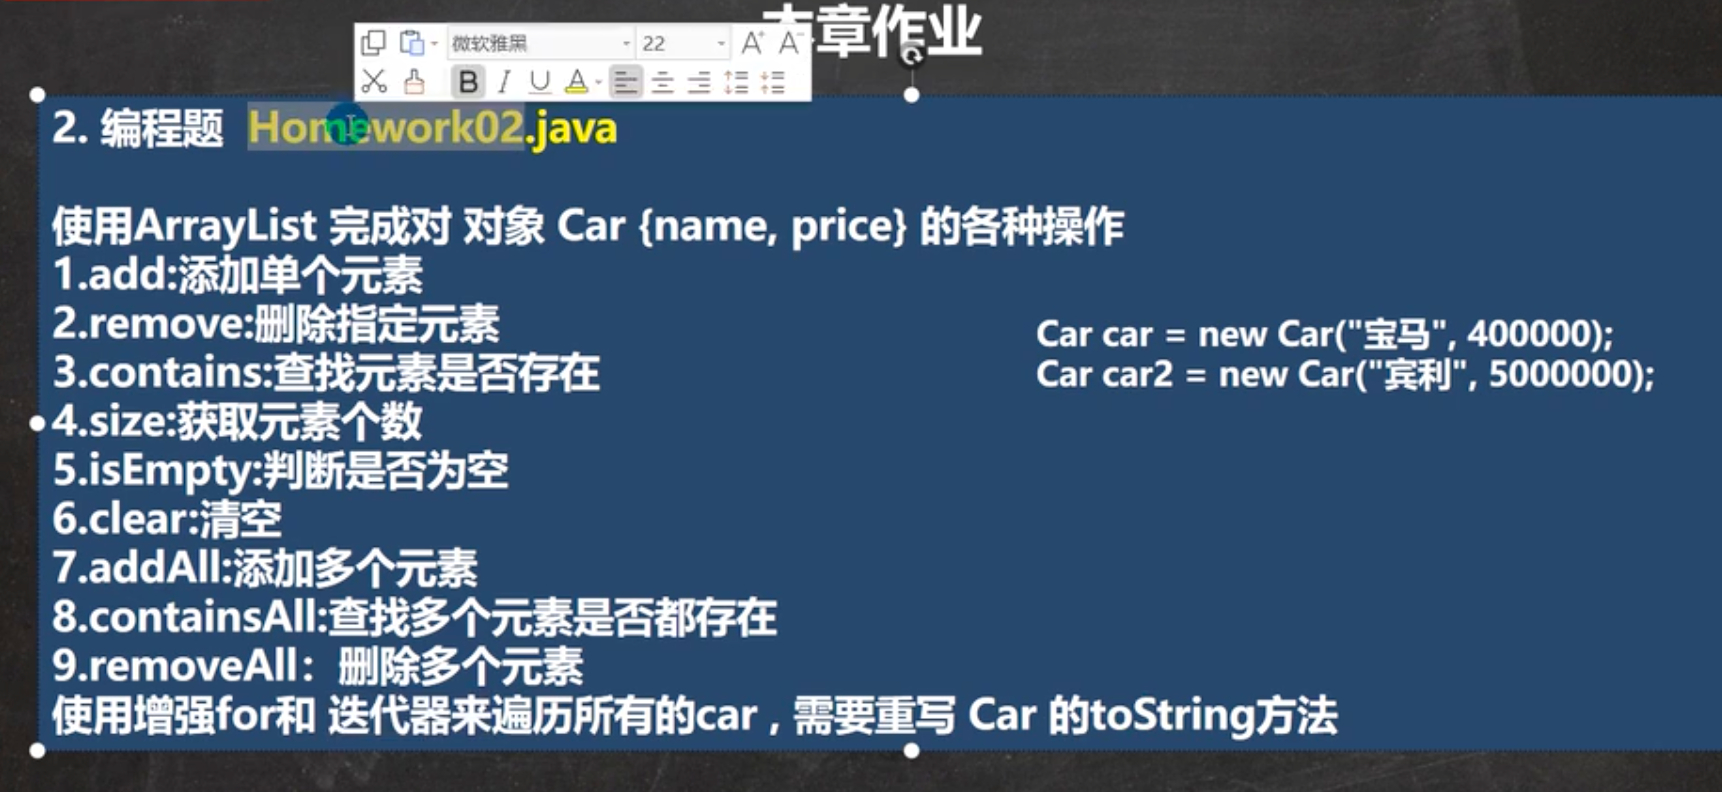 本章作业
微软雅黑
22
A+ A-
B I U A
2. 编程题 Homework02.java
使用ArrayList 完成对 对象 Car {name, price} 的各种操作
1.add:添加单个元素
2.remove:删除指定元素
3.contains:查找元素是否存在
4.size:获取元素个数
5.isEmpty:判断是否为空
6.clear:清空
7.addAll:添加多个元素
8.containsAll:查找多个元素是否都存在
9.removeAll：删除多个元素
使用增强for和 迭代器来遍历所有的car , 需要重写 Car 的toString方法
Car car = new Car("宝马", 400000);
Car car2 = new Car("宾利", 5000000);